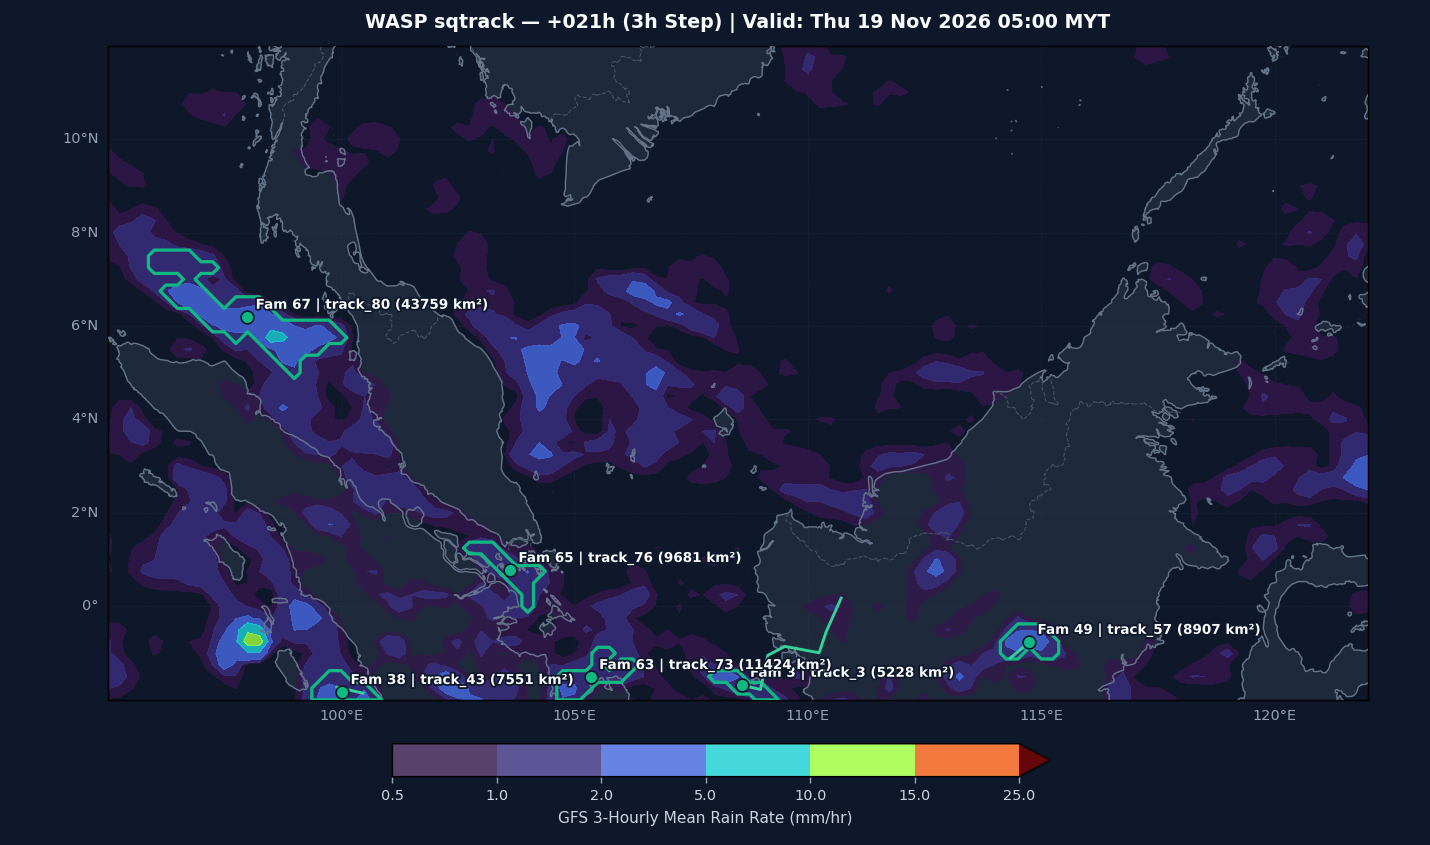 WASP sqtrack — +021h (3h Step) | Valid: Thu 19 Nov 2026 05:00 MYT
10°N
8°N
Fam 67 | track_80 (43759 km²)
6°N
4°N
2°N
Fam 65 | track_76 (9681 km²)
0°
Fam 49 | track_57 (8907 km²)
Fam 63 | track_73 (11424 km²)
Fam 3 | track_3 (5228 km²)
Fam 38 | track_43 (7551 km²)
100°E 105°E 110°E 115°E 120°E
0.5 1.0 2.0 5.0 10.0 15.0 25.0
GFS 3-Hourly Mean Rain Rate (mm/hr)